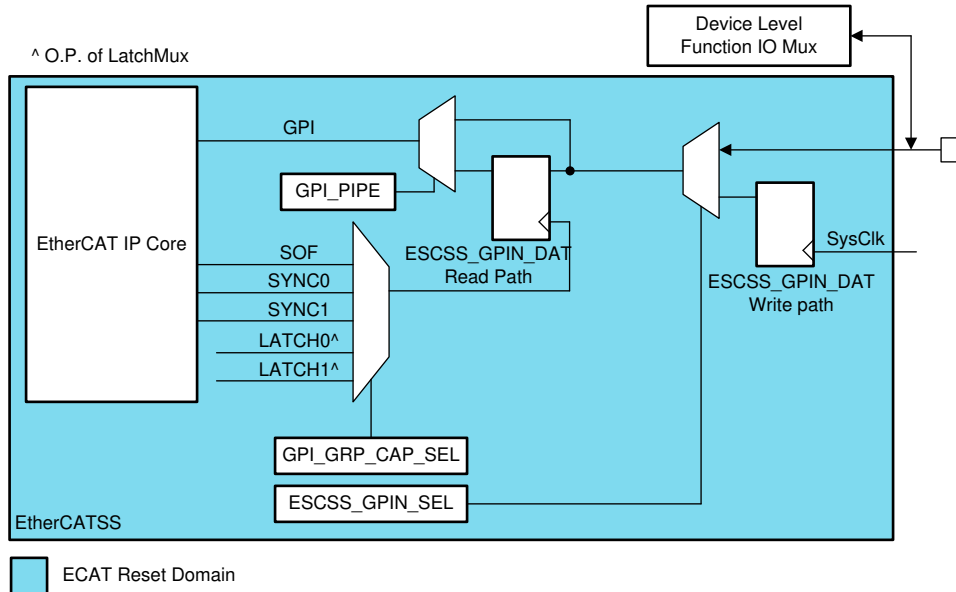 Device Level
Function IO Mux
^ O.P. of LatchMux
GPI
GPI_PIPE
EtherCAT IP Core
SOF
SYNC0
SYNC1
LATCH0^
LATCH1^
ESCSS_GPIN_DAT
Read Path
SysClk
ESCSS_GPIN_DAT
Write path
GPI_GRP_CAP_SEL
ESCSS_GPIN_SEL
EtherCATSS
ECAT Reset Domain